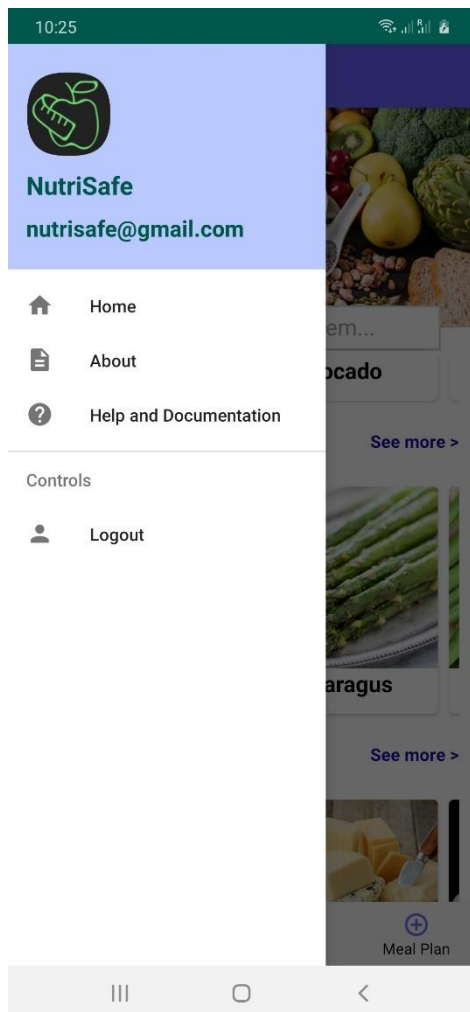 10:25
R
NutriSafe
nutrisafe@gmail.com
Home
About
Help and Documentation
Controls
Logout
em...
ocado
See more >
aragus
See more >
Meal Plan